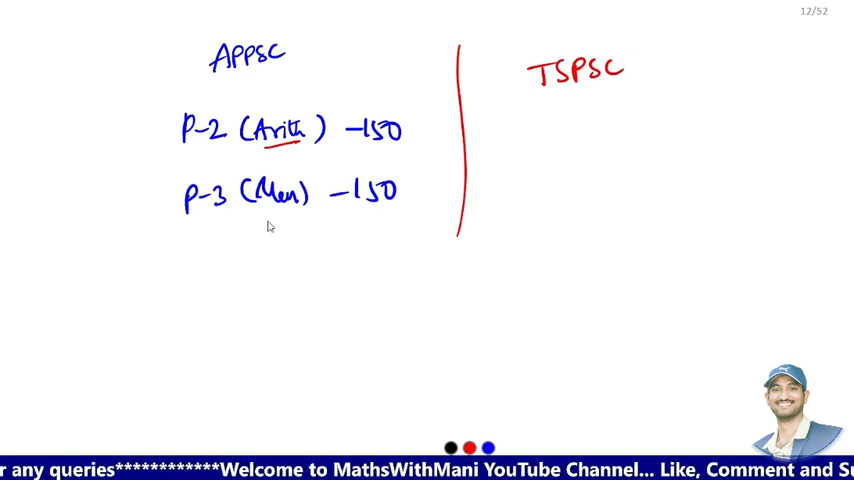 12/52
APPSC
P-2 (Arith) -150
P-3 (Men) -150
TSPSC
r any queries************Welcome to MathsWithMani YouTube Channel... Like, Comment and Su